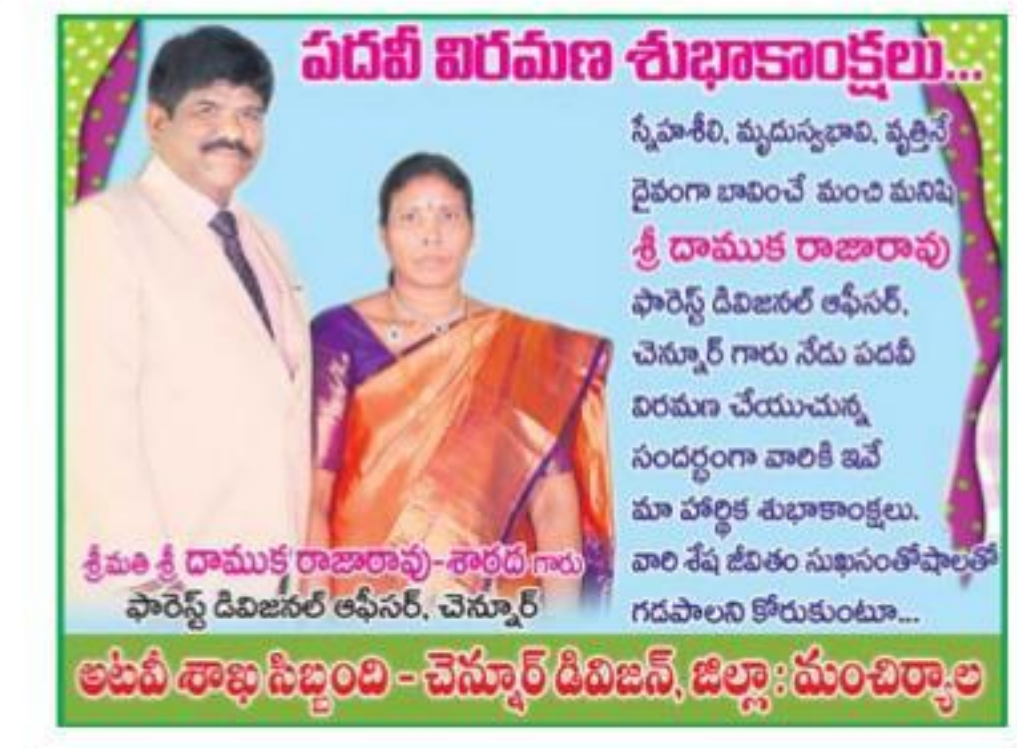 పదవీ విరమణ శుభాకాంక్షలు...
స్నేహశీలి, మృదుస్వభావి, వృత్తినే
దైవంగా బావించే మంచి మనిషి
శ్రీ దాముక రాజారావు
ఫారెస్ట్ డివిజనల్ ఆఫీసర్,
చెన్నూర్ గారు నేడు పదవీ
విరమణ చేయుచున్న
సందర్భంగా వారికి ఇవే
మా హార్థిక శుభాకాంక్షలు.
వారి శేష జీవితం సుఖసంతోషాలతో
గడపాలని కోరుకుంటూ...
శ్రీమతి శ్రీ దాముక రాజారావు-శారద గారు
ఫారెస్ట్ డివిజనల్ ఆఫీసర్, చెన్నూర్
అటవీ శాఖ సిబ్బంది - చెన్నూర్ డివిజన్, జిల్లా : మంచిర్యాల